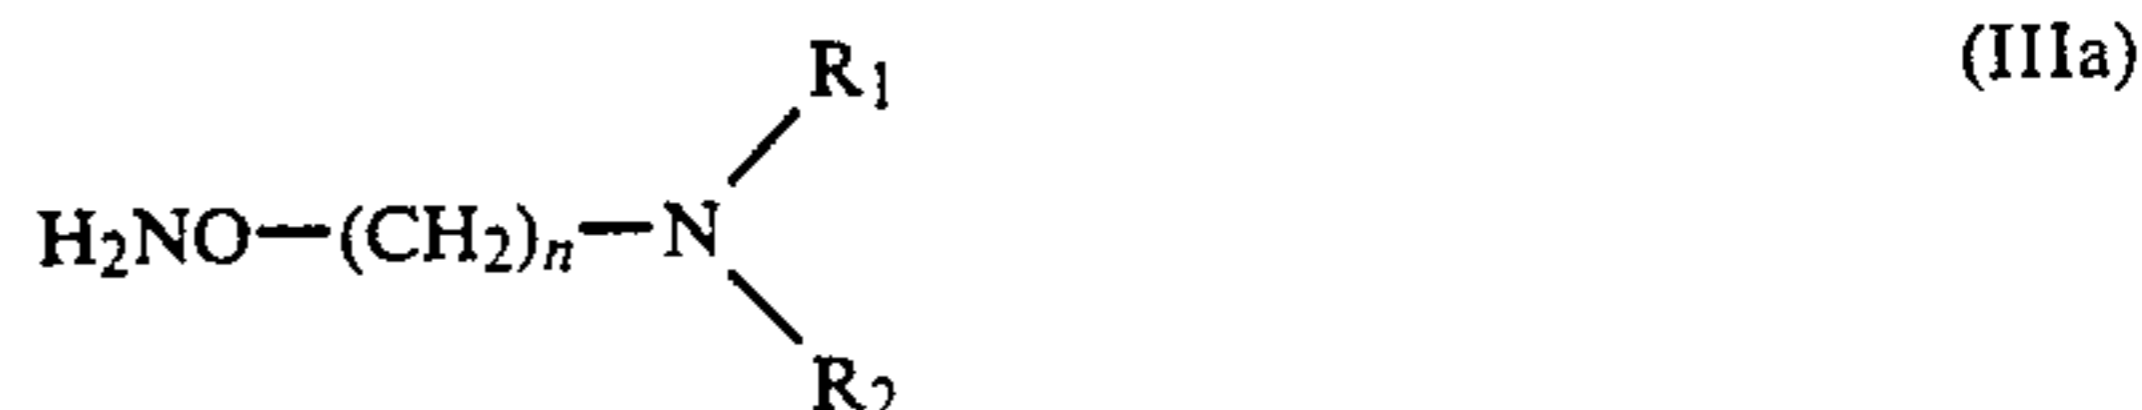 (IIIa)
R₁
H₂NO—(CH₂)ₙ—N
R₂